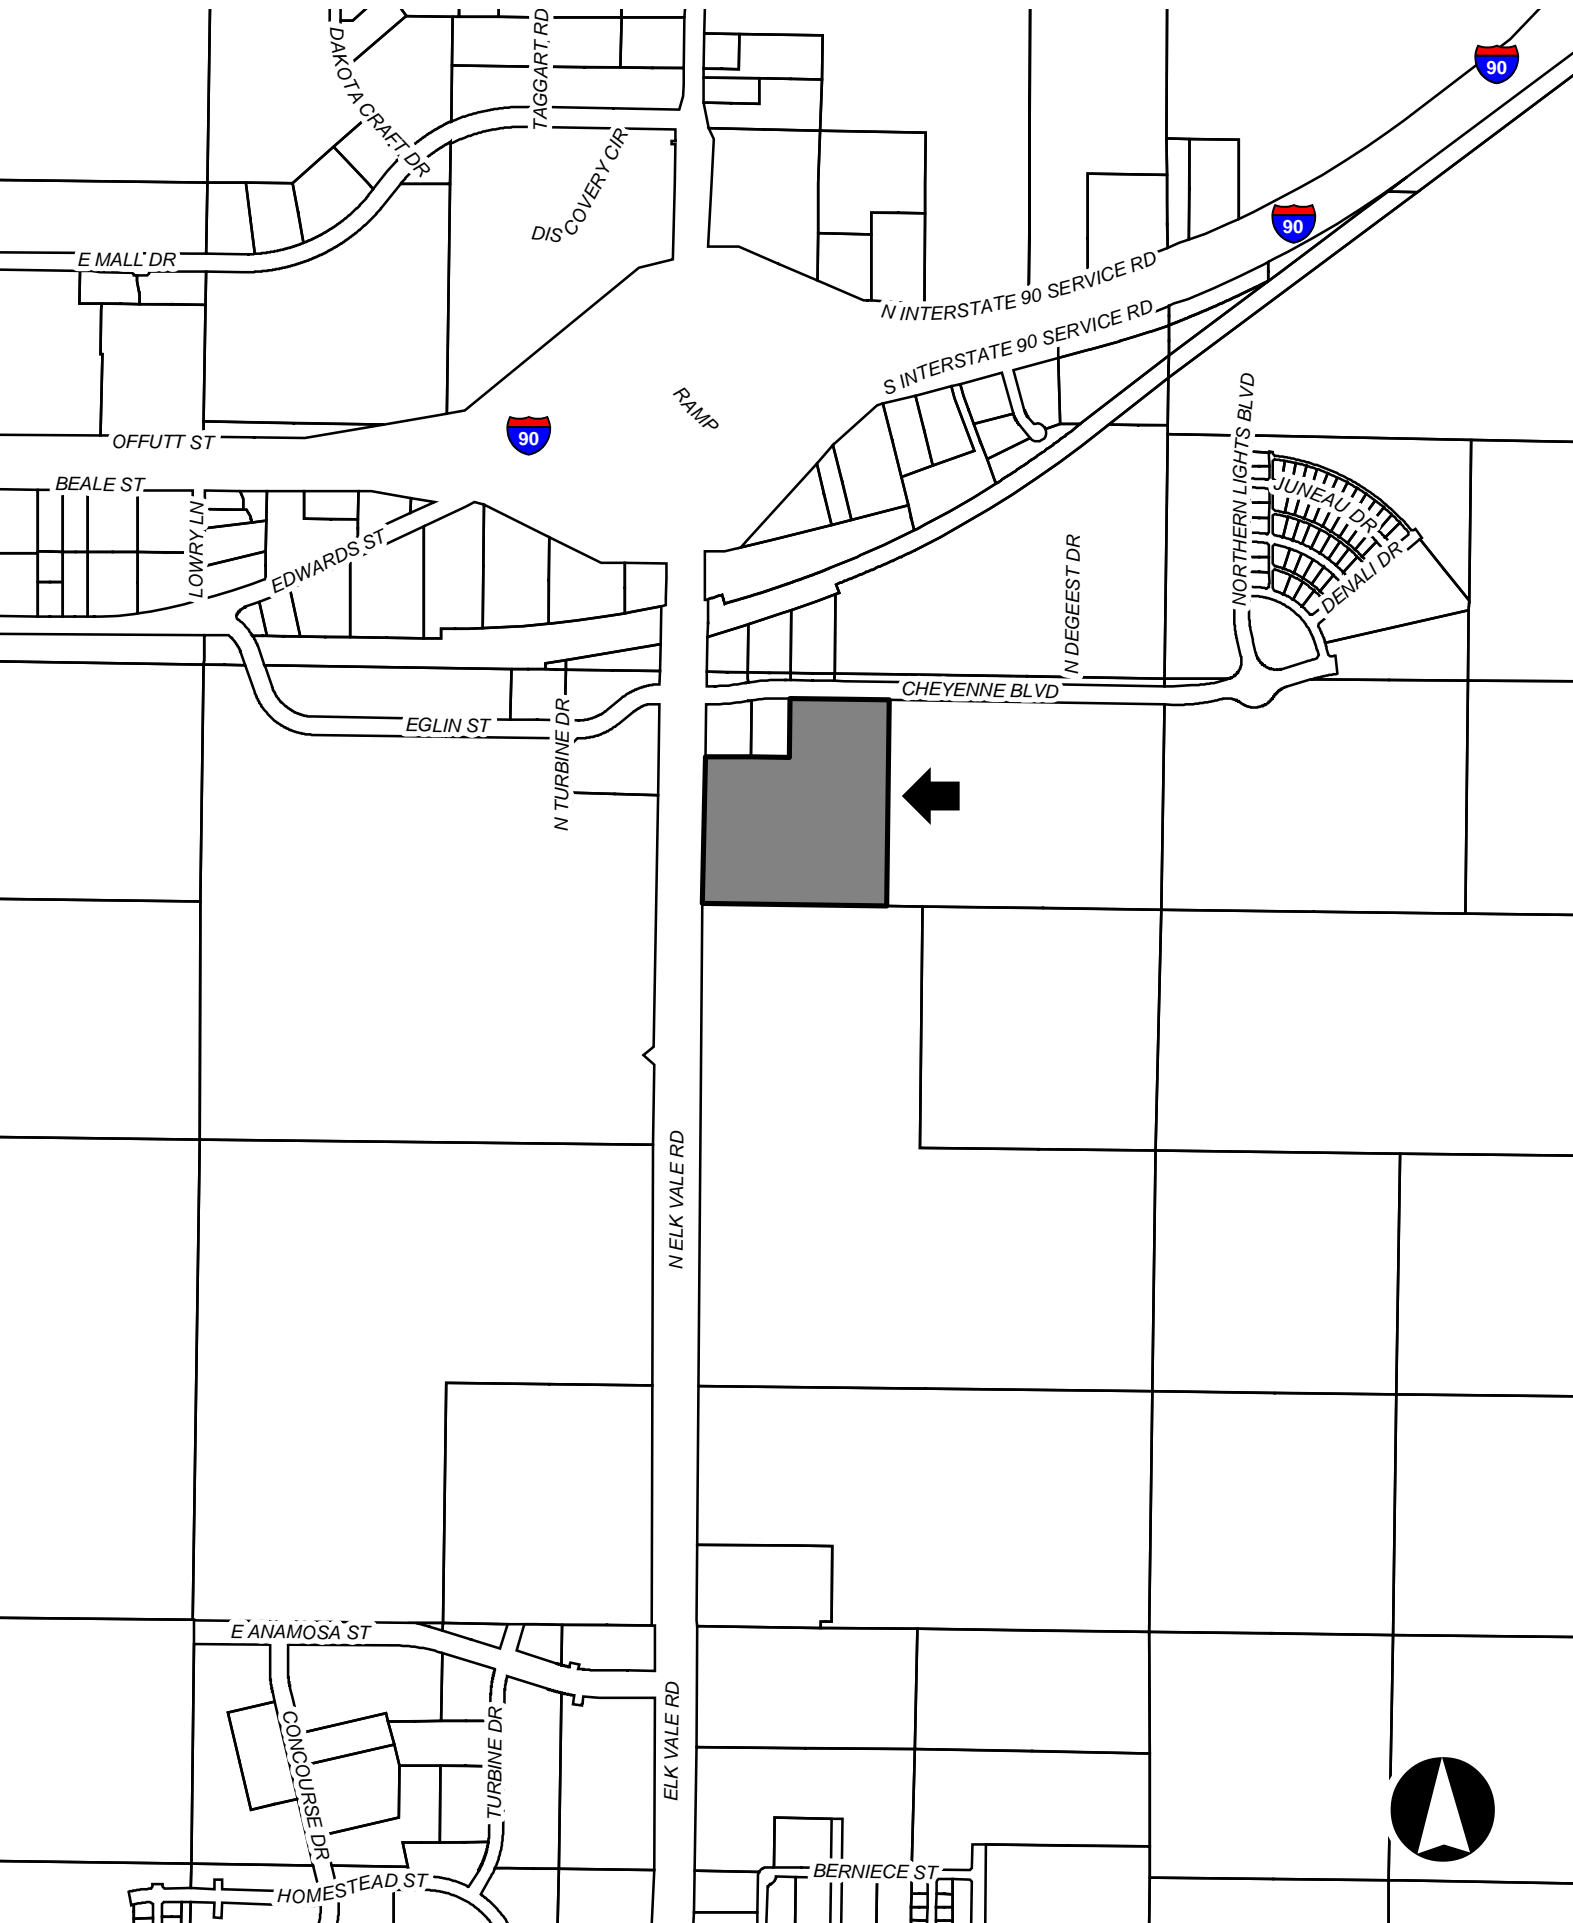 DAKOTA CRAFT DR
TAGGART RD
90
DISCOVERY CIR
90
E MALL DR
N INTERSTATE 90 SERVICE RD
S INTERSTATE 90 SERVICE RD
RAMP
NORTHERN LIGHTS BLVD
OFFUTT ST
90
BEALE ST
JUNEAU DR
LOWRY LN
EDWARDS ST
DENALI DR
N DEGEEST DR
CHEYENNE BLVD
EGLIN ST
N TURBINE DR
N ELK VALE RD
E ANAMOSA ST
ELK VALE RD
CONCOURSE DR
TURBINE DR
BERNIECE ST
HOMESTEAD ST